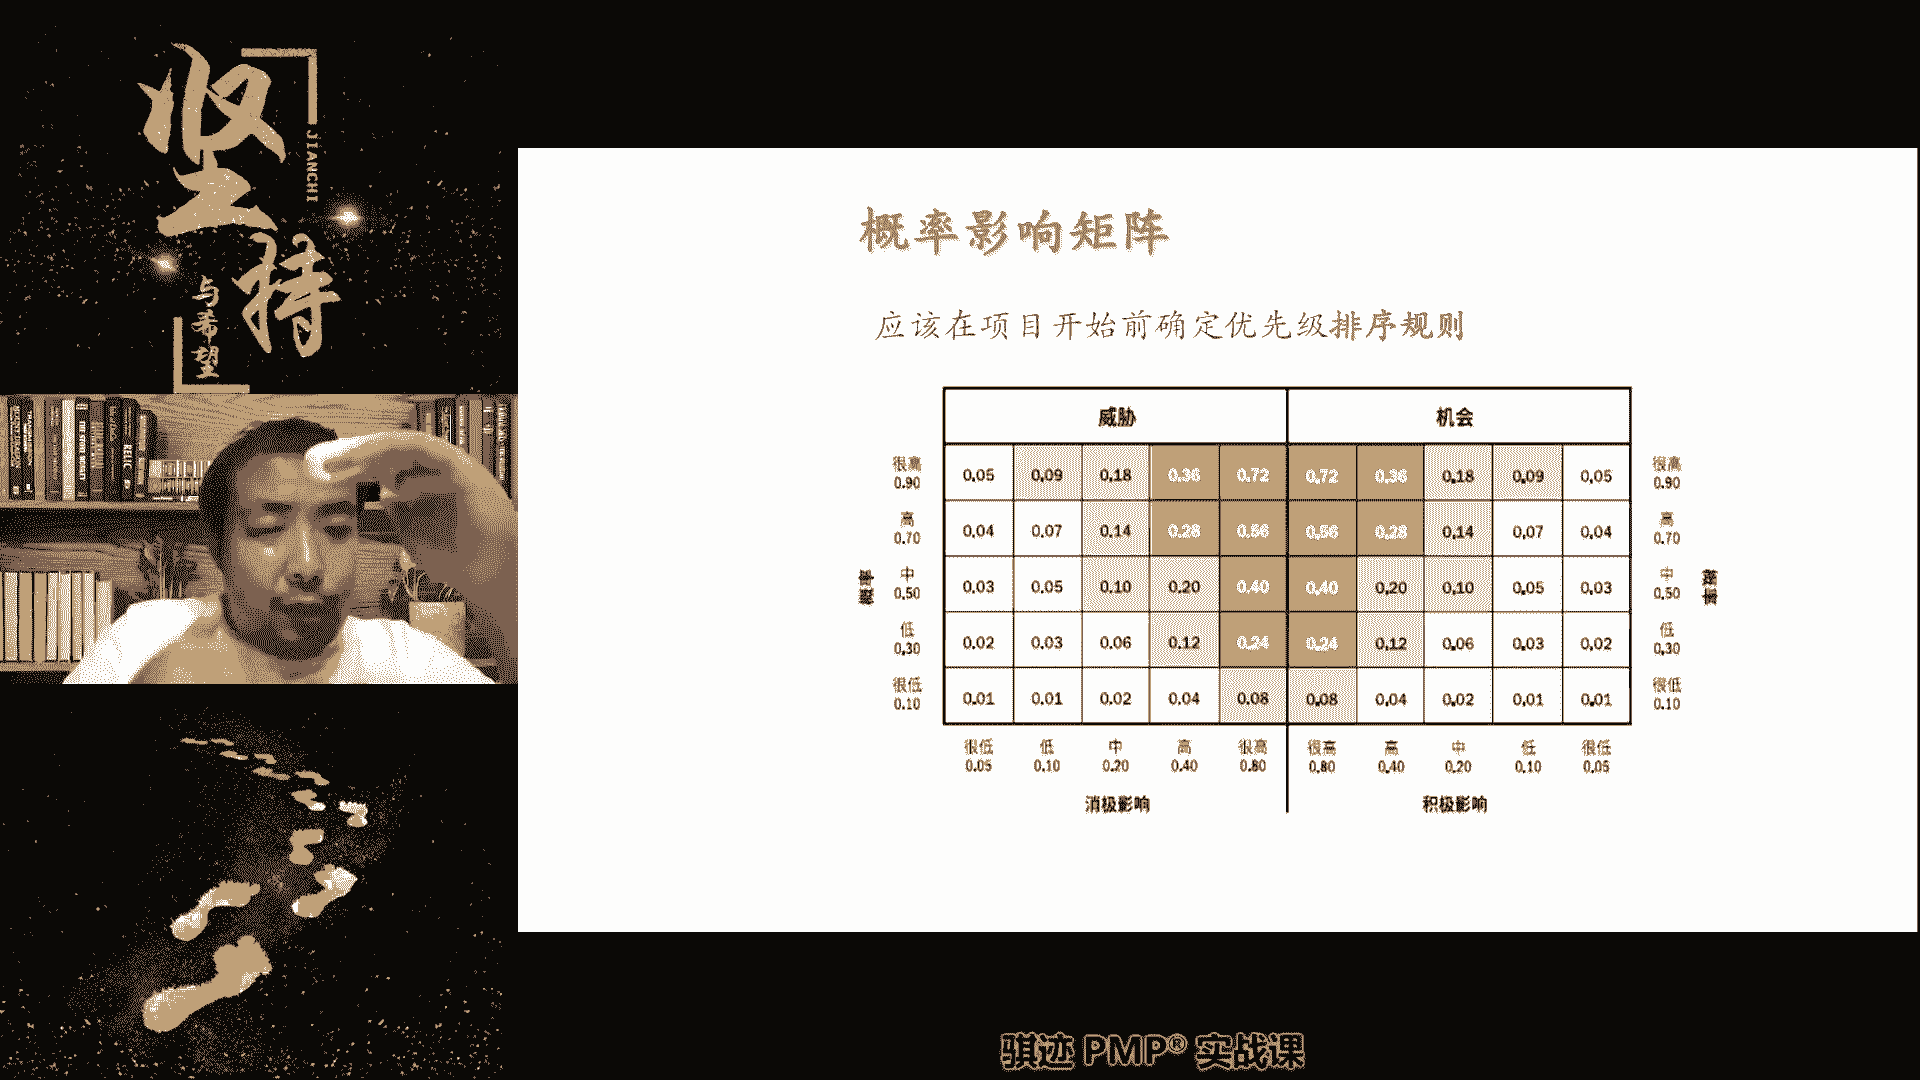 坚持
JIANCHI
与希望
概率影响矩阵
应该在项目开始前确定优先级排序规则
威胁 机会
很高 0.90 0.05 0.09 0.18 0.36 0.72 0.72 0.36 0.18 0.09 0.05 很高 0.90
高 0.70 0.04 0.07 0.14 0.28 0.56 0.56 0.28 0.14 0.07 0.04 高 0.70
中 0.50 0.03 0.05 0.10 0.20 0.40 0.40 0.20 0.10 0.05 0.03 中 0.50
低 0.30 0.02 0.03 0.06 0.12 0.24 0.24 0.12 0.06 0.03 0.02 低 0.30
很低 0.10 0.01 0.01 0.02 0.04 0.08 0.08 0.04 0.02 0.01 0.01 很低 0.10
概率 概率
很低 低 中 高 很高 很高 高 中 低 很低
0.05 0.10 0.20 0.40 0.80 0.80 0.40 0.20 0.10 0.05
消极影响 积极影响
骐迹 PMP® 实战课